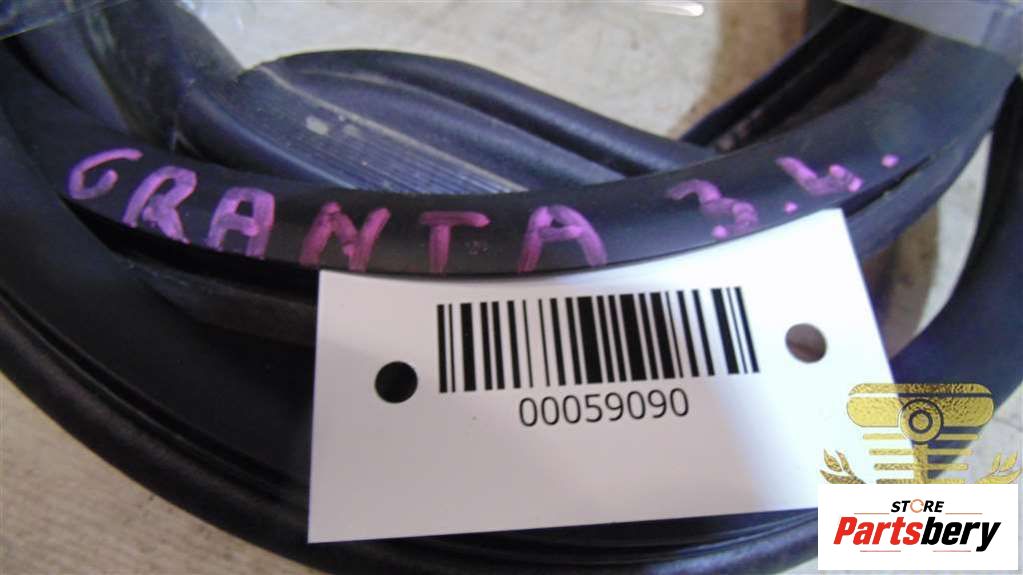 GRANTA З.Ч.
00059090
STORE
Partsbery